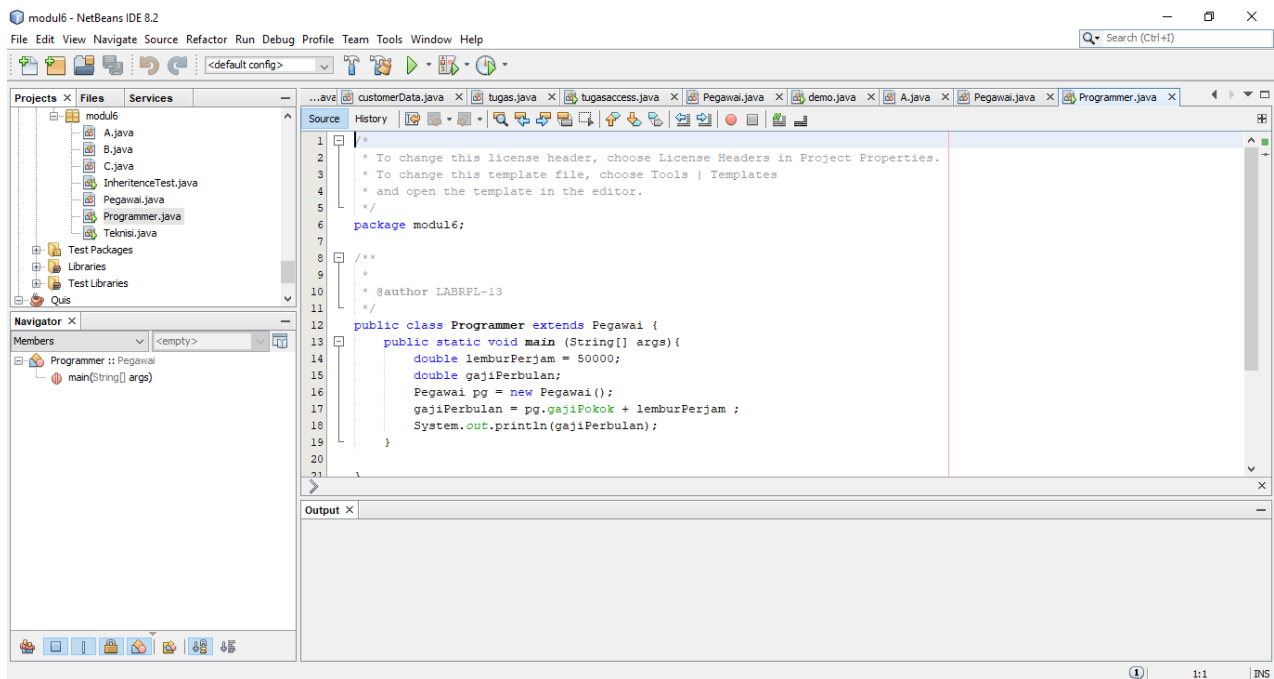 modul6 - NetBeans IDE 8.2
File Edit View Navigate Source Refactor Run Debug Profile Team Tools Window Help
Search (Ctrl+I)
<default config>
Projects Files Services
...ava customerData.java tugas.java tugasaccess.java Pegawai.java demo.java A.java Pegawai.java Programmer.java
Source History
modul6
A.java
B.java
C.java
InheritenceTest.java
Pegawai.java
Programmer.java
Teknisi.java
Test Packages
Libraries
Test Libraries
Quis
Navigator
Members <empty>
Programmer :: Pegawai
main(String[] args)
1 /*
2 * To change this license header, choose License Headers in Project Properties.
3 * To change this template file, choose Tools | Templates
4 * and open the template in the editor.
5 */
6 package modul6;
7
8 /**
9 *
10 * @author LABRPL-13
11 */
12 public class Programmer extends Pegawai {
13 public static void main (String[] args){
14 double lemburPerjam = 50000;
15 double gajiPerbulan;
16 Pegawai pg = new Pegawai();
17 gajiPerbulan = pg.gajiPokok + lemburPerjam ;
18 System.out.println(gajiPerbulan);
19 }
20
21 }
Output
1 1:1 INS